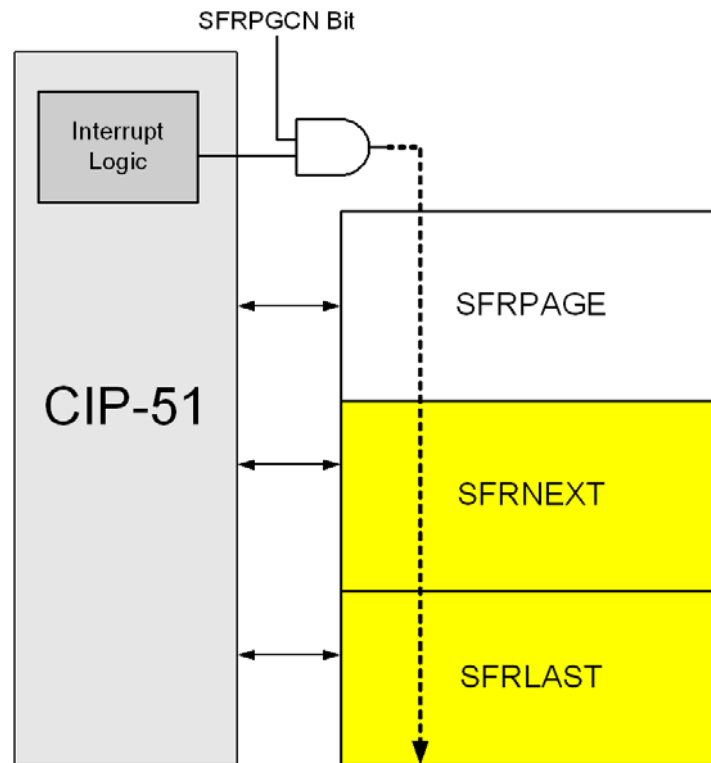 SFRPGCN Bit
Interrupt
Logic
SFRPAGE
CIP-51
SFRNEXT
SFRLAST